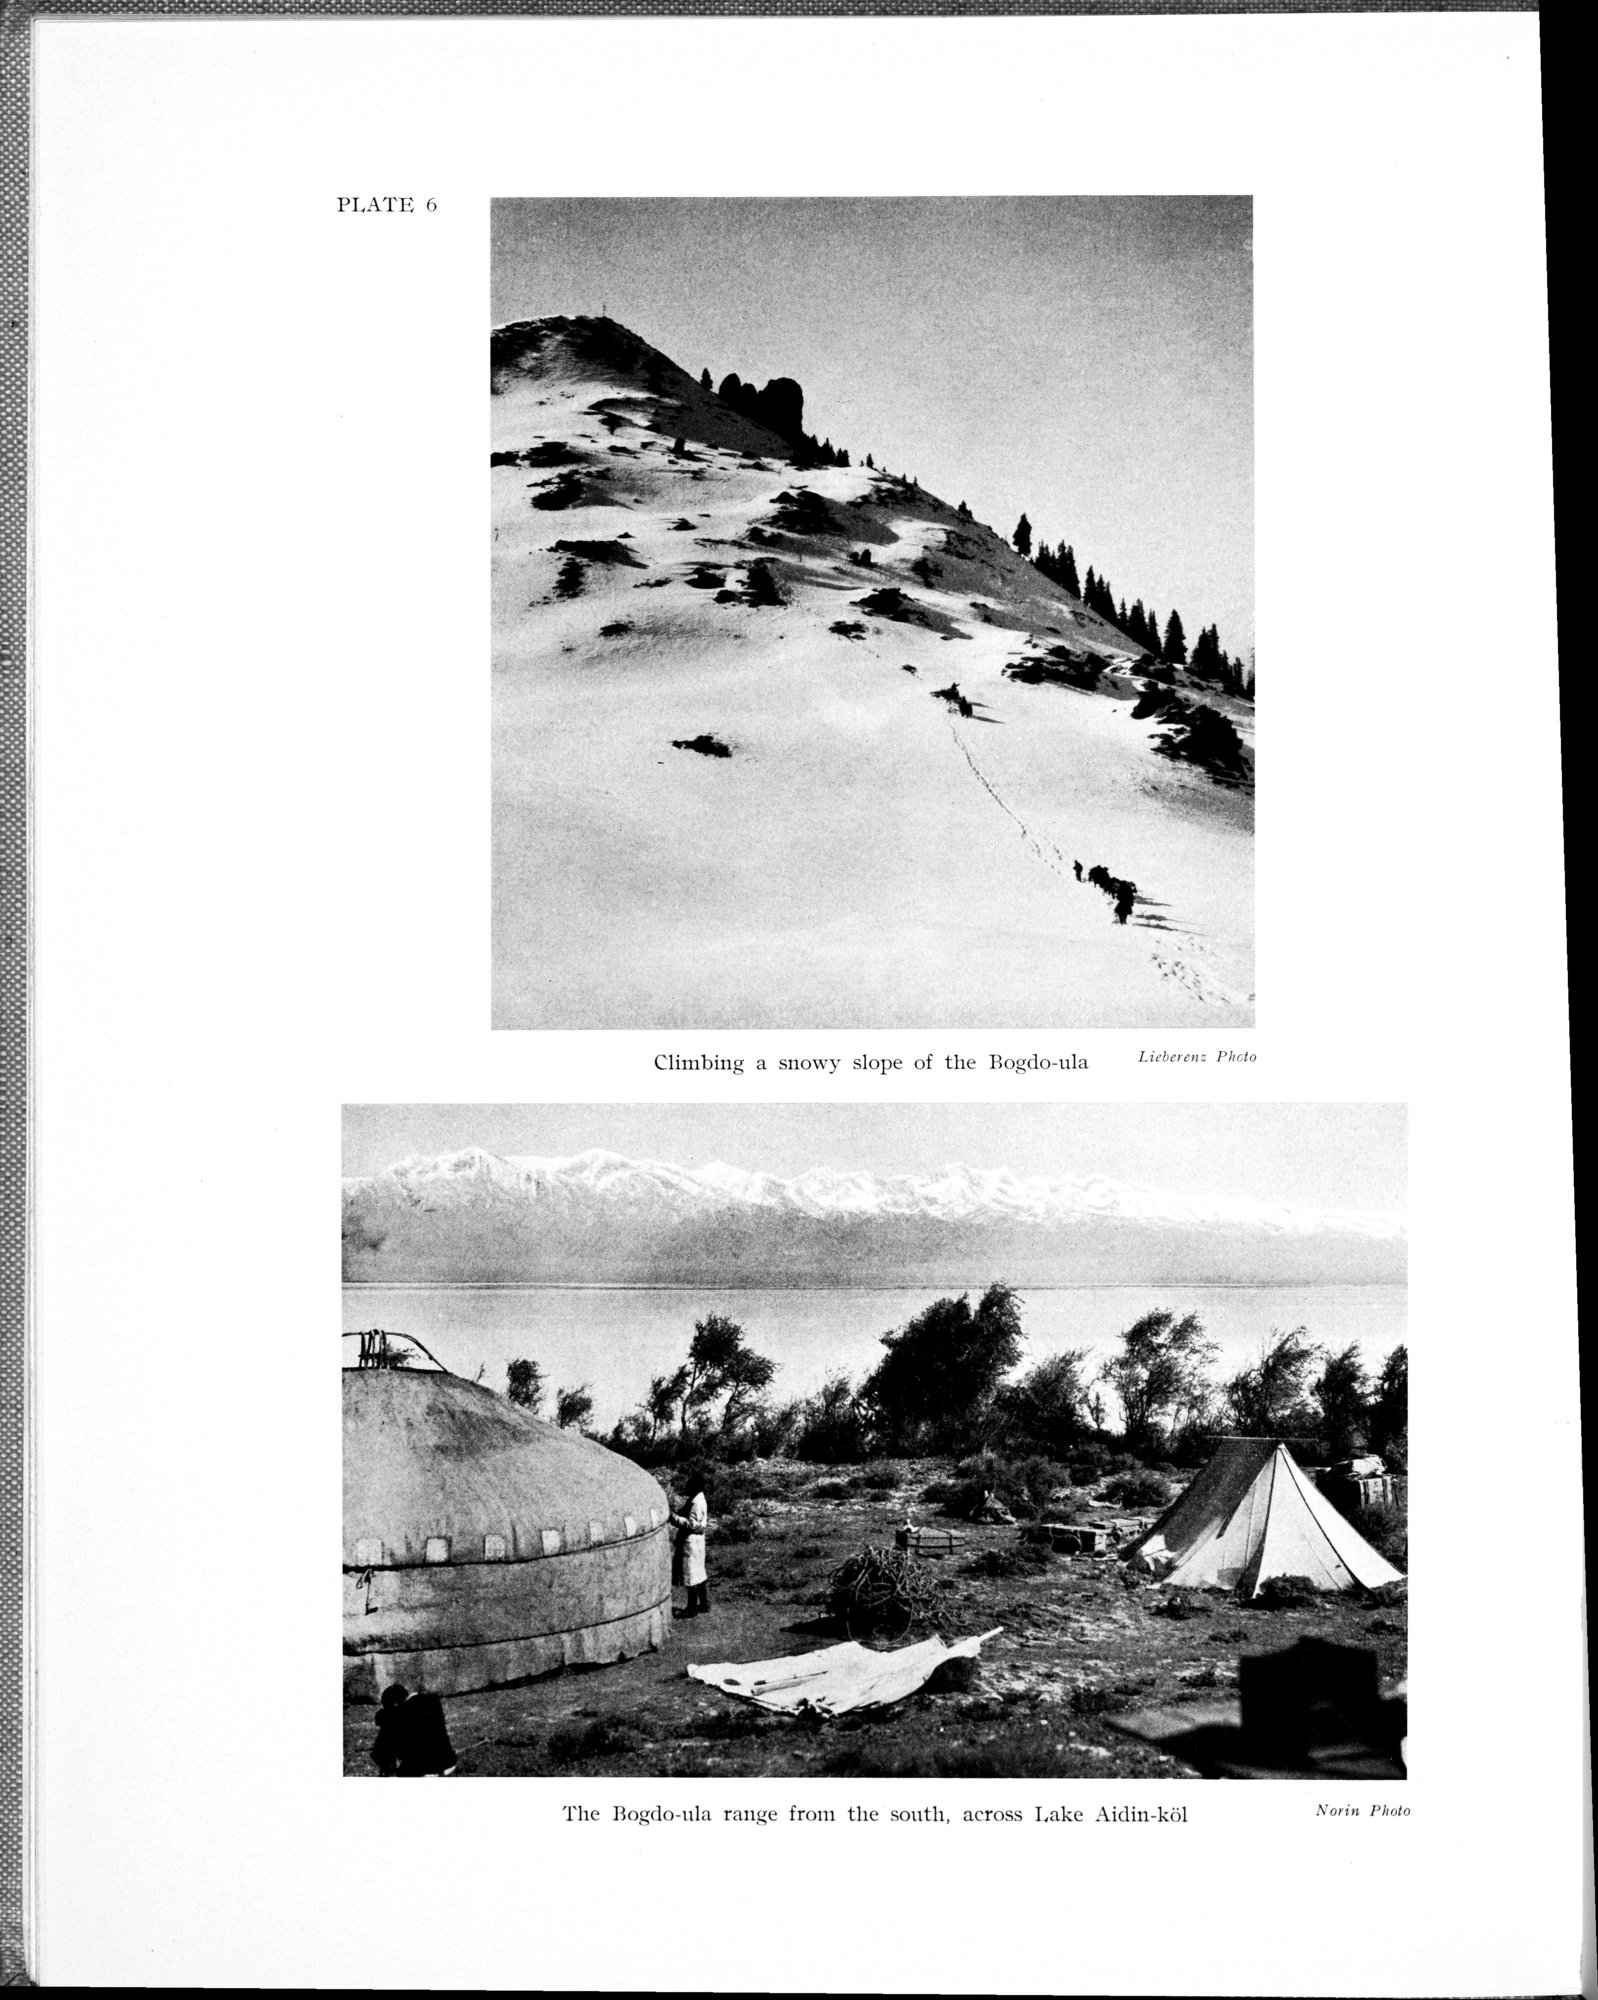 PLATE 6
Climbing a snowy slope of the Bogdo-ula
Lieberenz Photo
The Bogdo-ula range from the south, across Lake Aidin-köl
Norin Photo